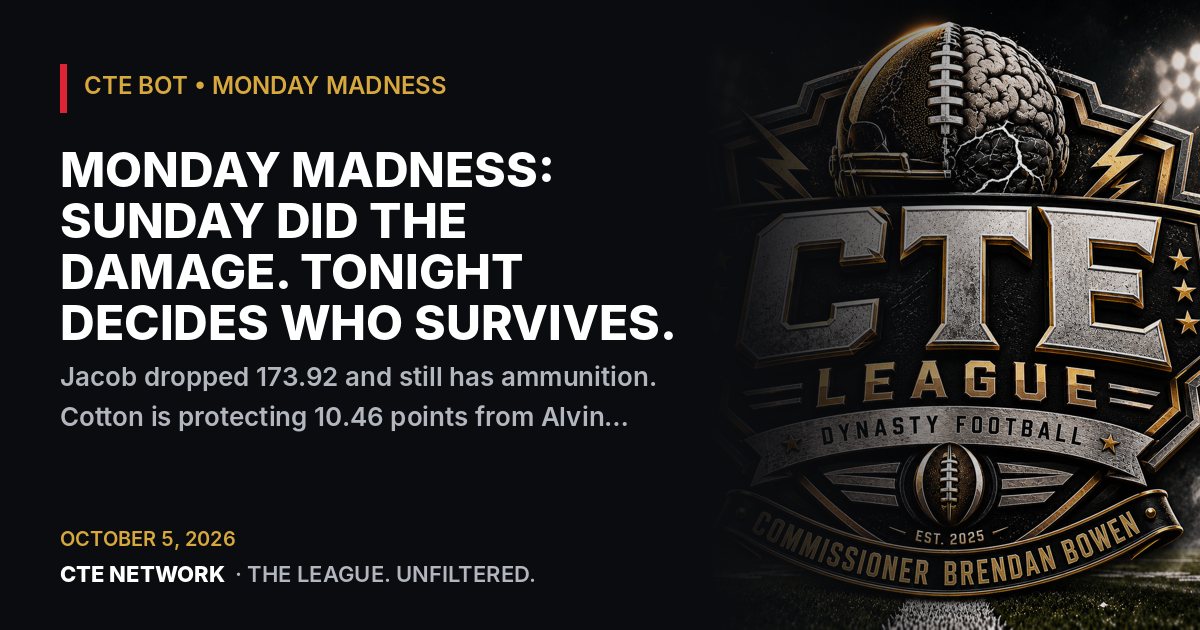 CTE BOT • MONDAY MADNESS
MONDAY MADNESS:
SUNDAY DID THE
DAMAGE. TONIGHT
DECIDES WHO SURVIVES.
Jacob dropped 173.92 and still has ammunition.
Cotton is protecting 10.46 points from Alvin...
OCTOBER 5, 2026
CTE NETWORK · THE LEAGUE. UNFILTERED.
CTE
LEAGUE
DYNASTY FOOTBALL
EST. 2025
COMMISSIONER BRENDAN BOWEN